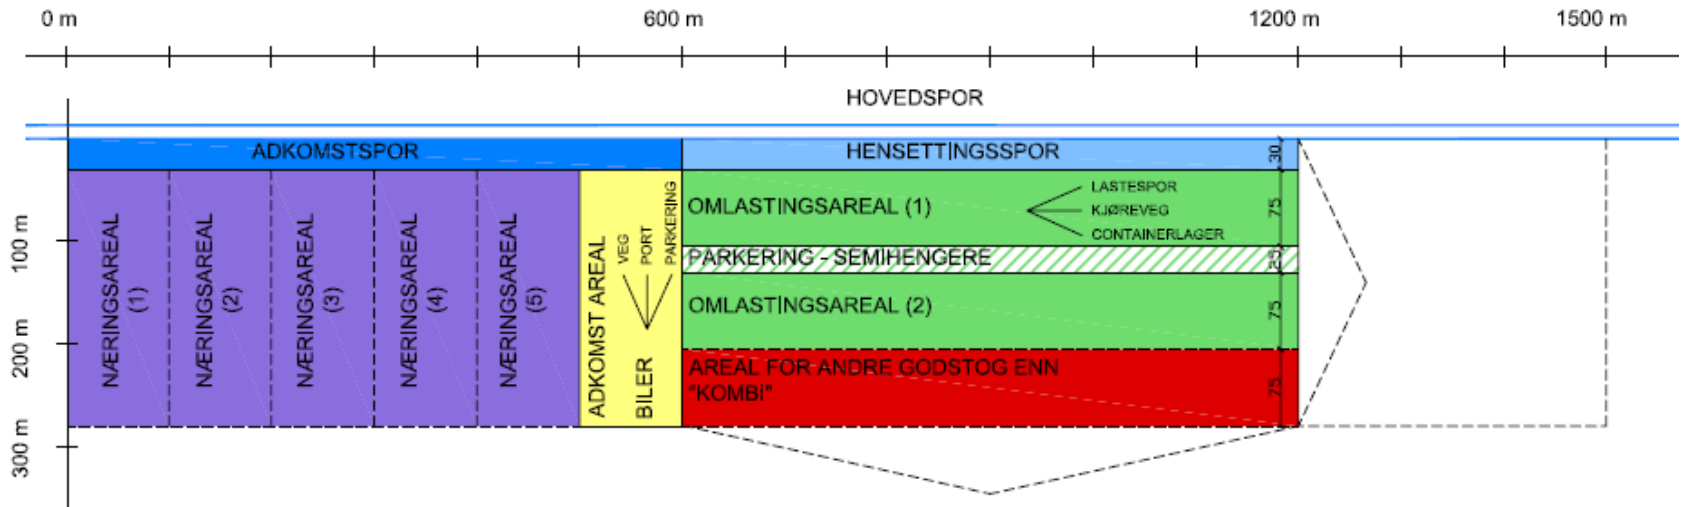 0 m
600 m
1200 m
1500 m
HOVEDSPOR
ADKOMSTSPOR
HENSETTINGSSPOR
30
NÆRINGSAREAL
(1)
NÆRINGSAREAL
(2)
NÆRINGSAREAL
(3)
NÆRINGSAREAL
(4)
NÆRINGSAREAL
(5)
ADKOMST AREAL
BILER
VEG
PORT
PARKERING
OMLASTINGSAREAL (1)
LASTESPOR
KJØREVEG
CONTAINERLAGER
75
PARKERING - SEMIHENGERE
25
OMLASTINGSAREAL (2)
75
AREAL FOR ANDRE GODSTOG ENN
"KOMBI"
75
100 m
200 m
300 m